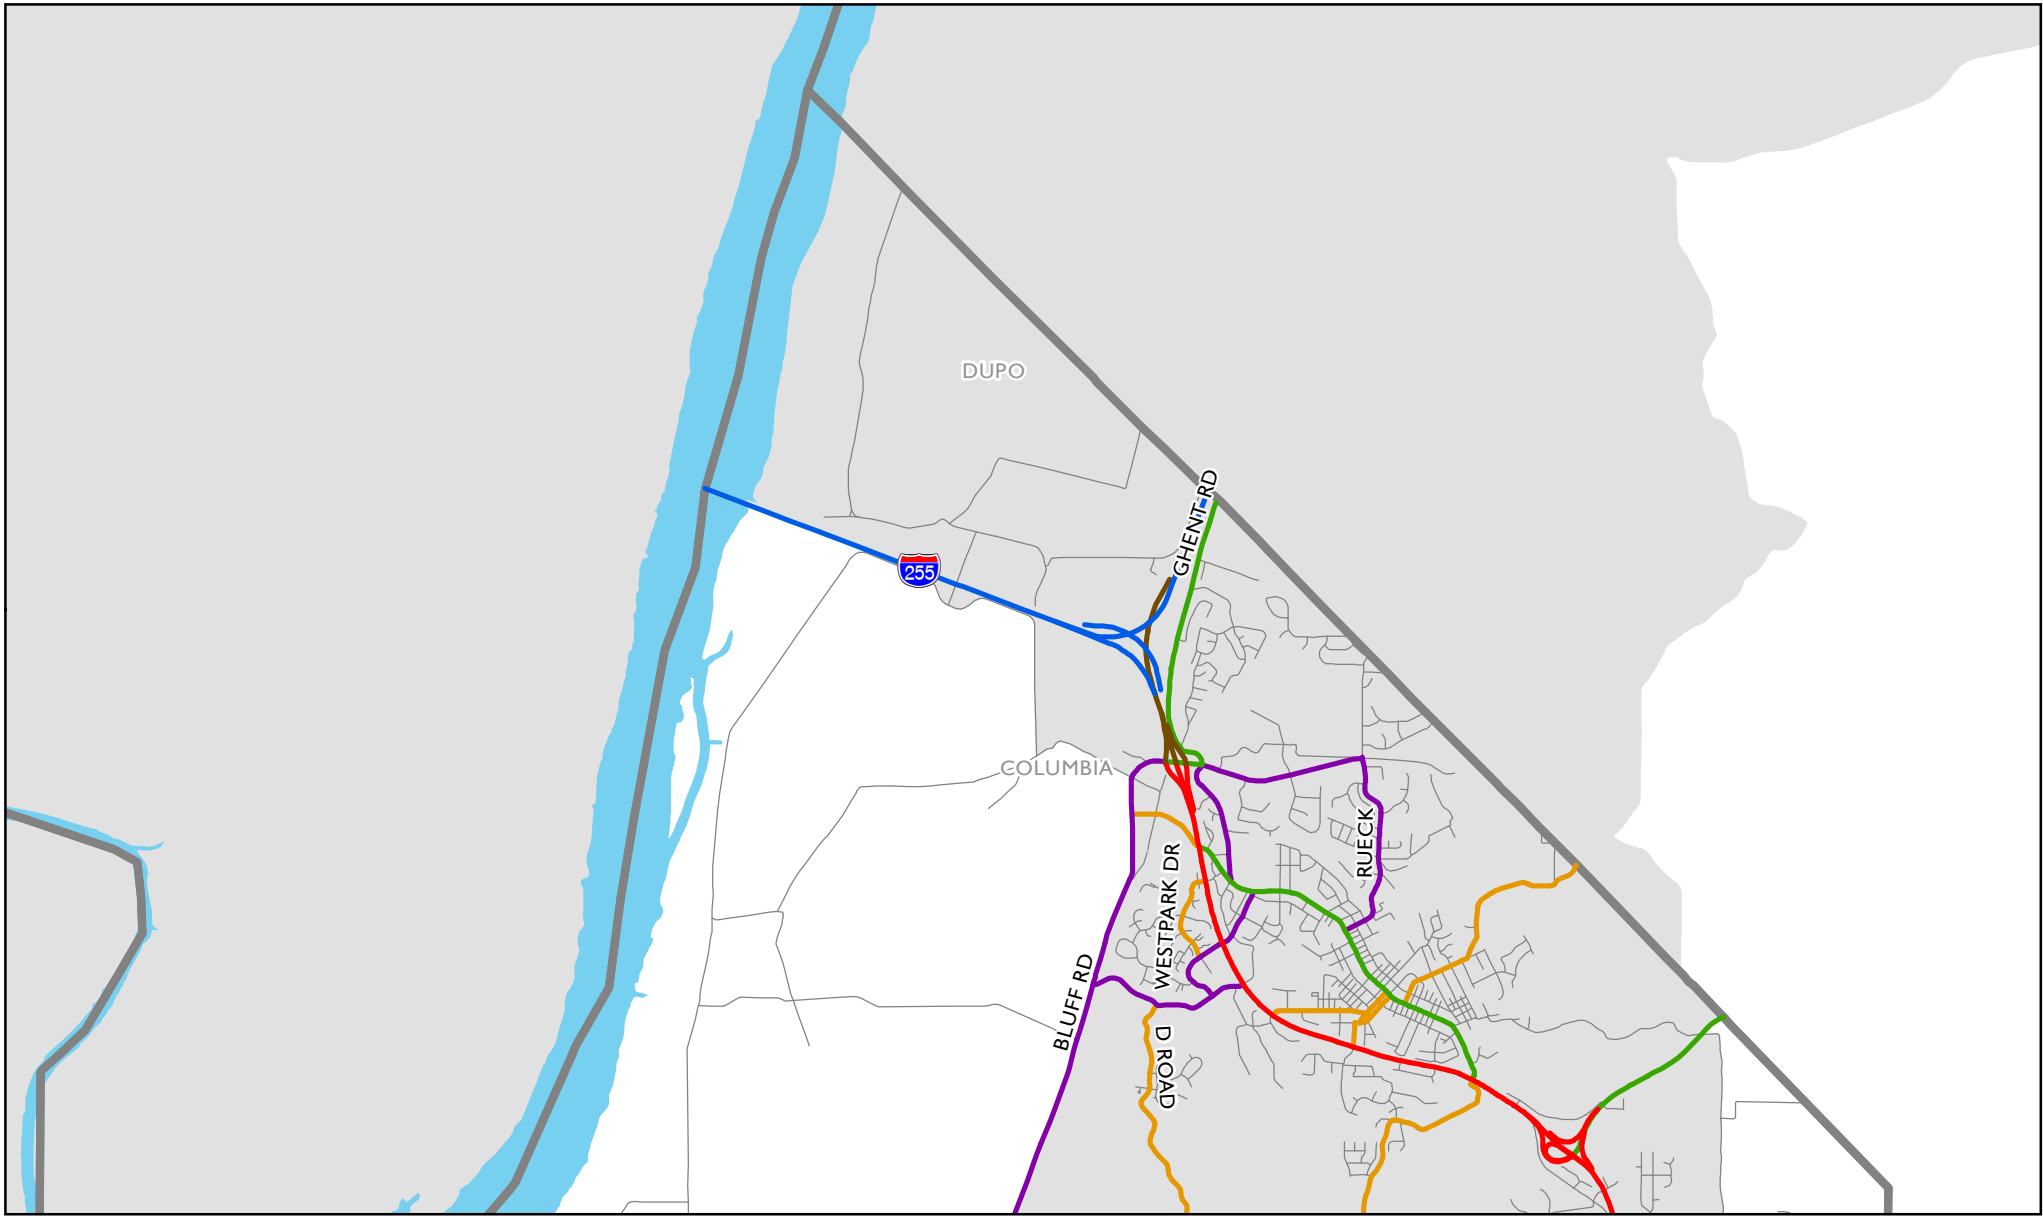 DUPO
GHENT RD
255
COLUMBIA
RUECK
WESTPARK DR
BLUFF RD
D ROAD